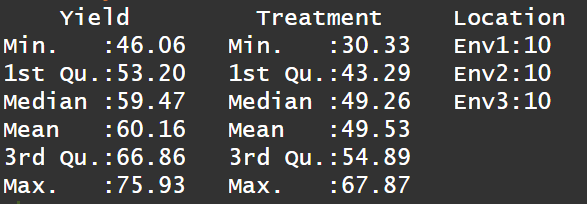 Yield Treatment Location
Min. :46.06 Min. :30.33 Env1:10
1st Qu.:53.20 1st Qu.:43.29 Env2:10
Median :59.47 Median :49.26 Env3:10
Mean :60.16 Mean :49.53
3rd Qu.:66.86 3rd Qu.:54.89
Max. :75.93 Max. :67.87